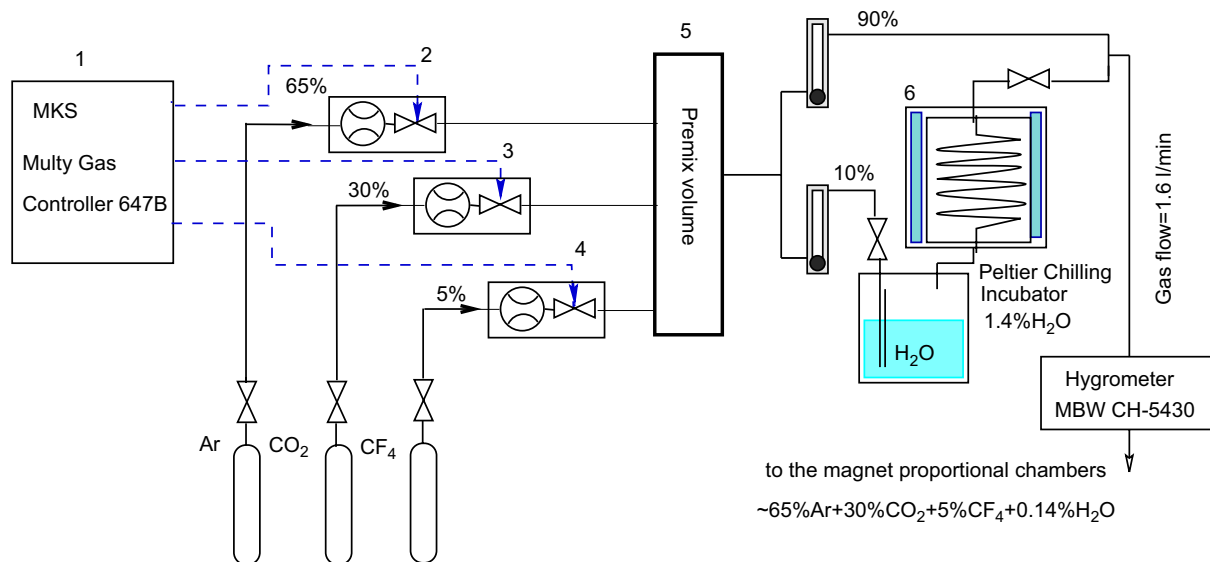 1
MKS
Multy Gas
Controller 647B
2
65%
3
30%
4
5%
Ar
CO₂
CF₄
5
Premix volume
90%
10%
6
Peltier Chilling
Incubator
1.4%H₂O
H₂O
Gas flow=1.6 l/min
Hygrometer
MBW CH-5430
to the magnet proportional chambers
~65%Ar+30%CO₂+5%CF₄+0.14%H₂O